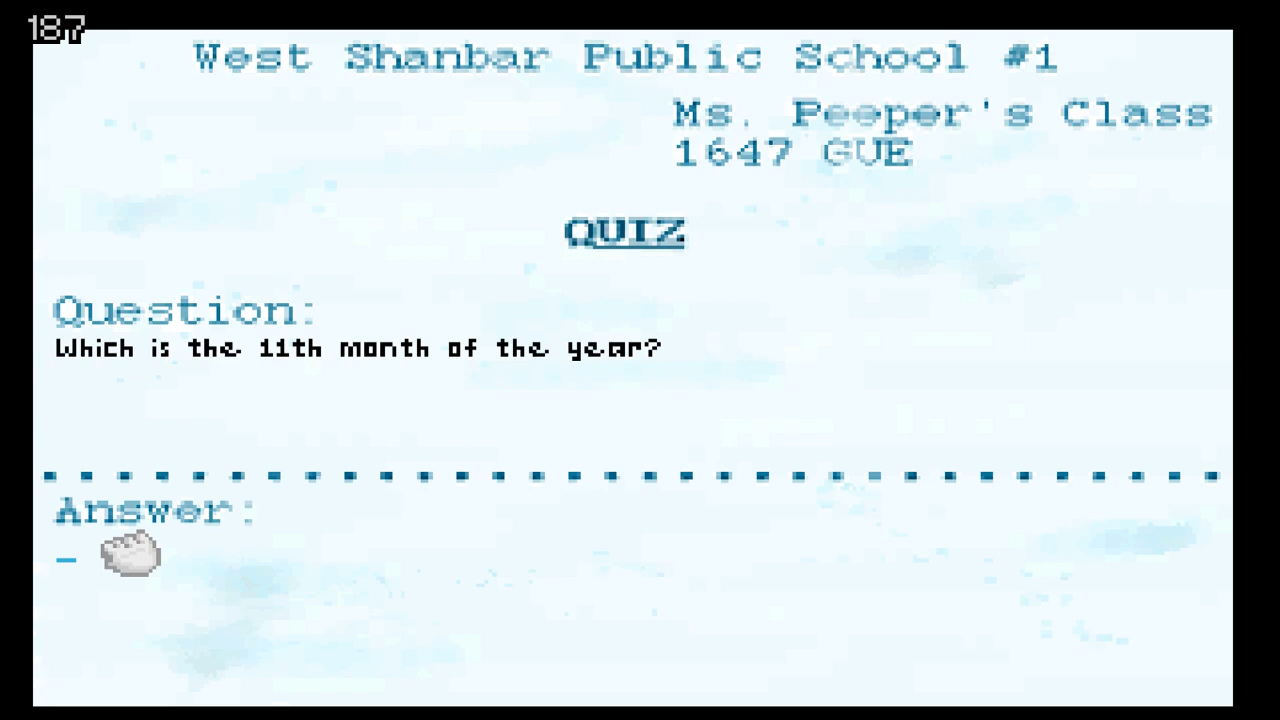 187
West Shanbar Public School #1
Ms. Peeper's Class
1647 GUE
QUIZ
Question:
Which is the 11th month of the year?
Answer: